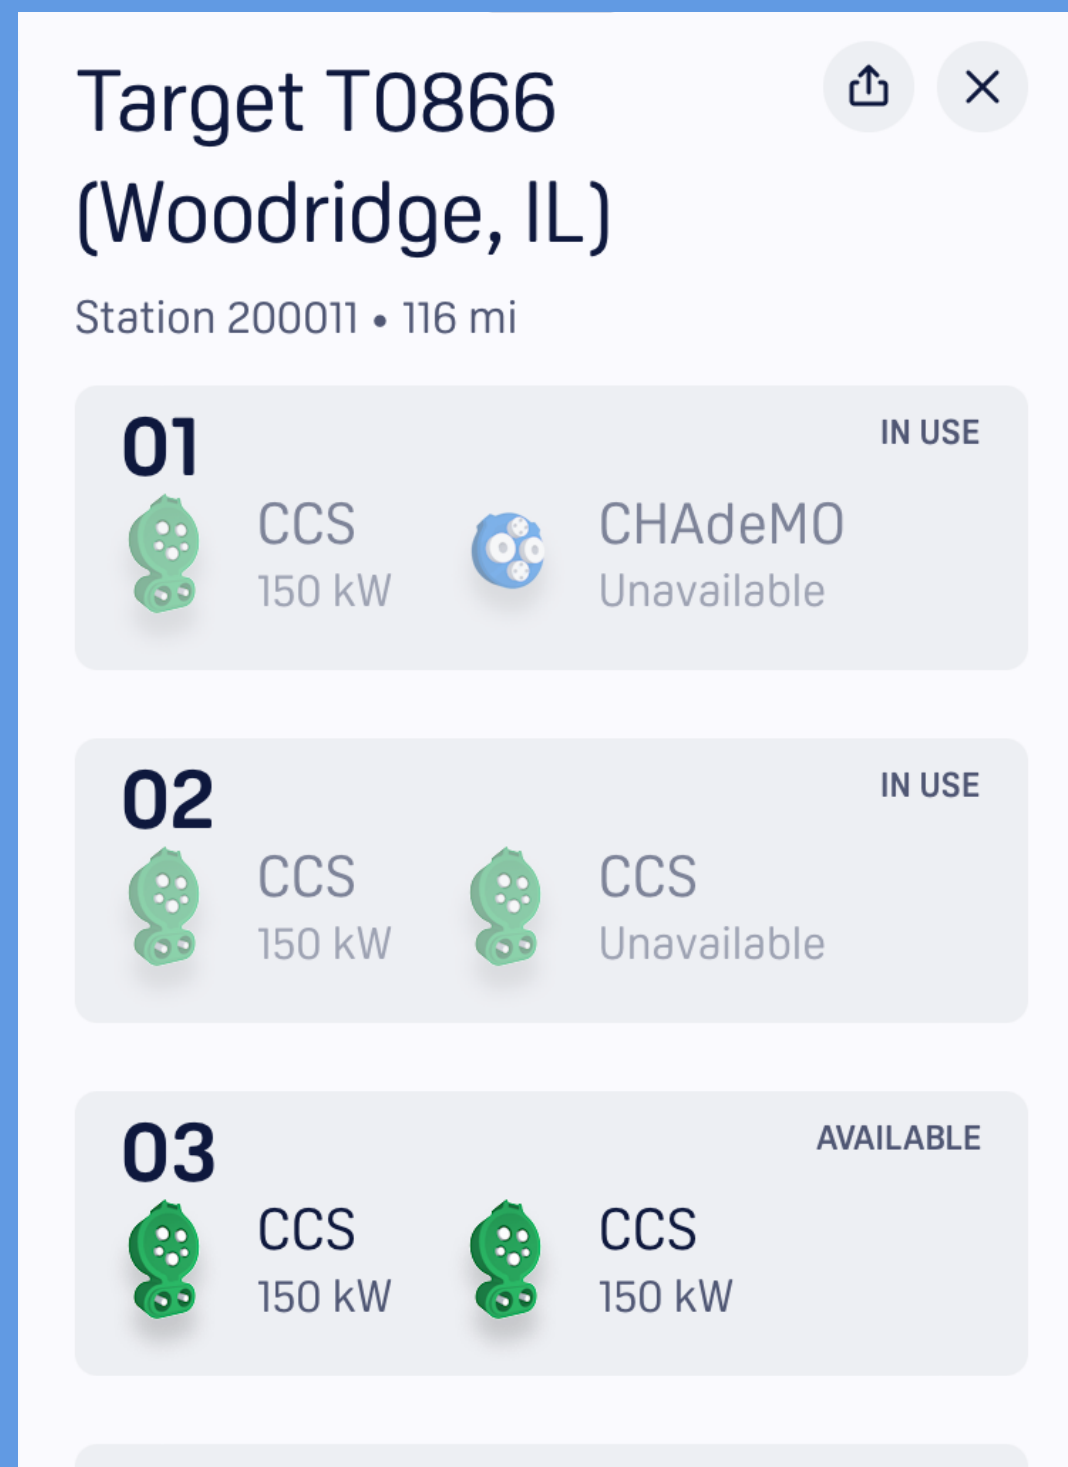 Target T0866
(Woodridge, IL)
Station 200011 • 116 mi
01
IN USE
CCS
150 kW
CHAdeMO
Unavailable
02
IN USE
CCS
150 kW
CCS
Unavailable
03
AVAILABLE
CCS
150 kW
CCS
150 kW